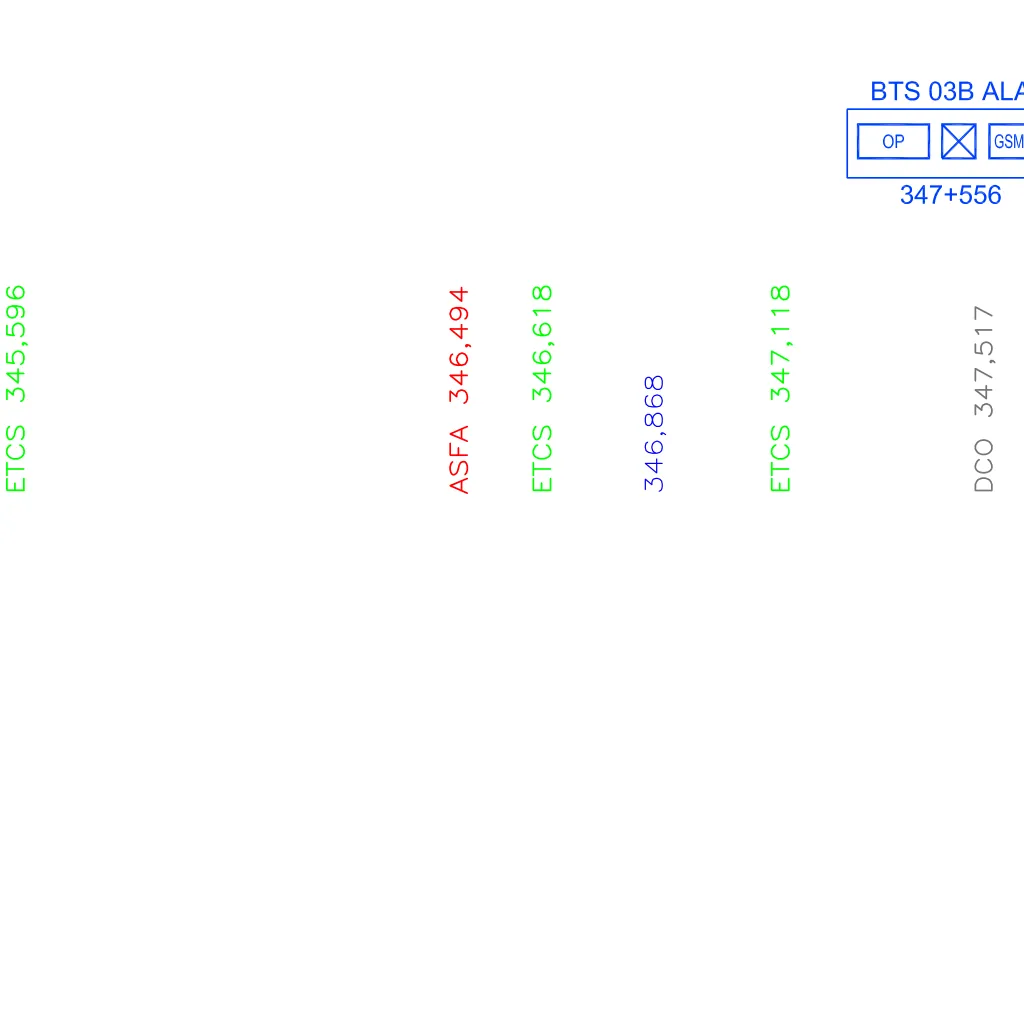 BTS 03B ALA
OP
GSM
347+556
ETCS 345,596
ASFA 346,494
ETCS 346,618
346,868
ETCS 347,118
DCO 347,517